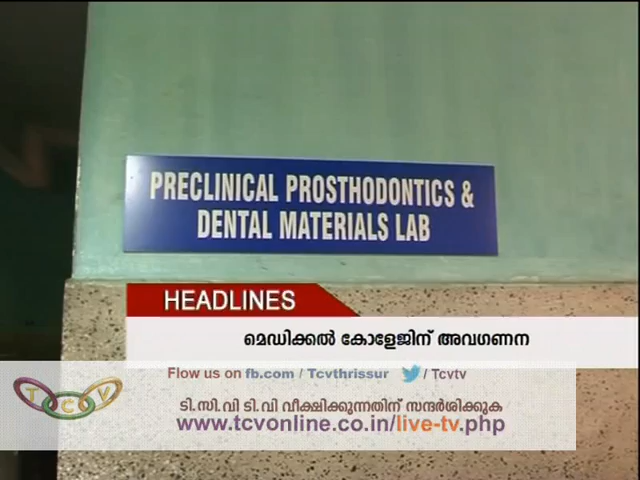 PRECLINICAL PROSTHODONTICS &
DENTAL MATERIALS LAB
HEADLINES
മെഡിക്കൽ കോളേജിന് അവഗണന
Flow us on fb.com / Tcvthrissur / Tcvtv
TCV
ടി.സി.വി ടി.വി വീക്ഷിക്കുന്നതിന് സന്ദർശിക്കുക
www.tcvonline.co.in/live-tv.php